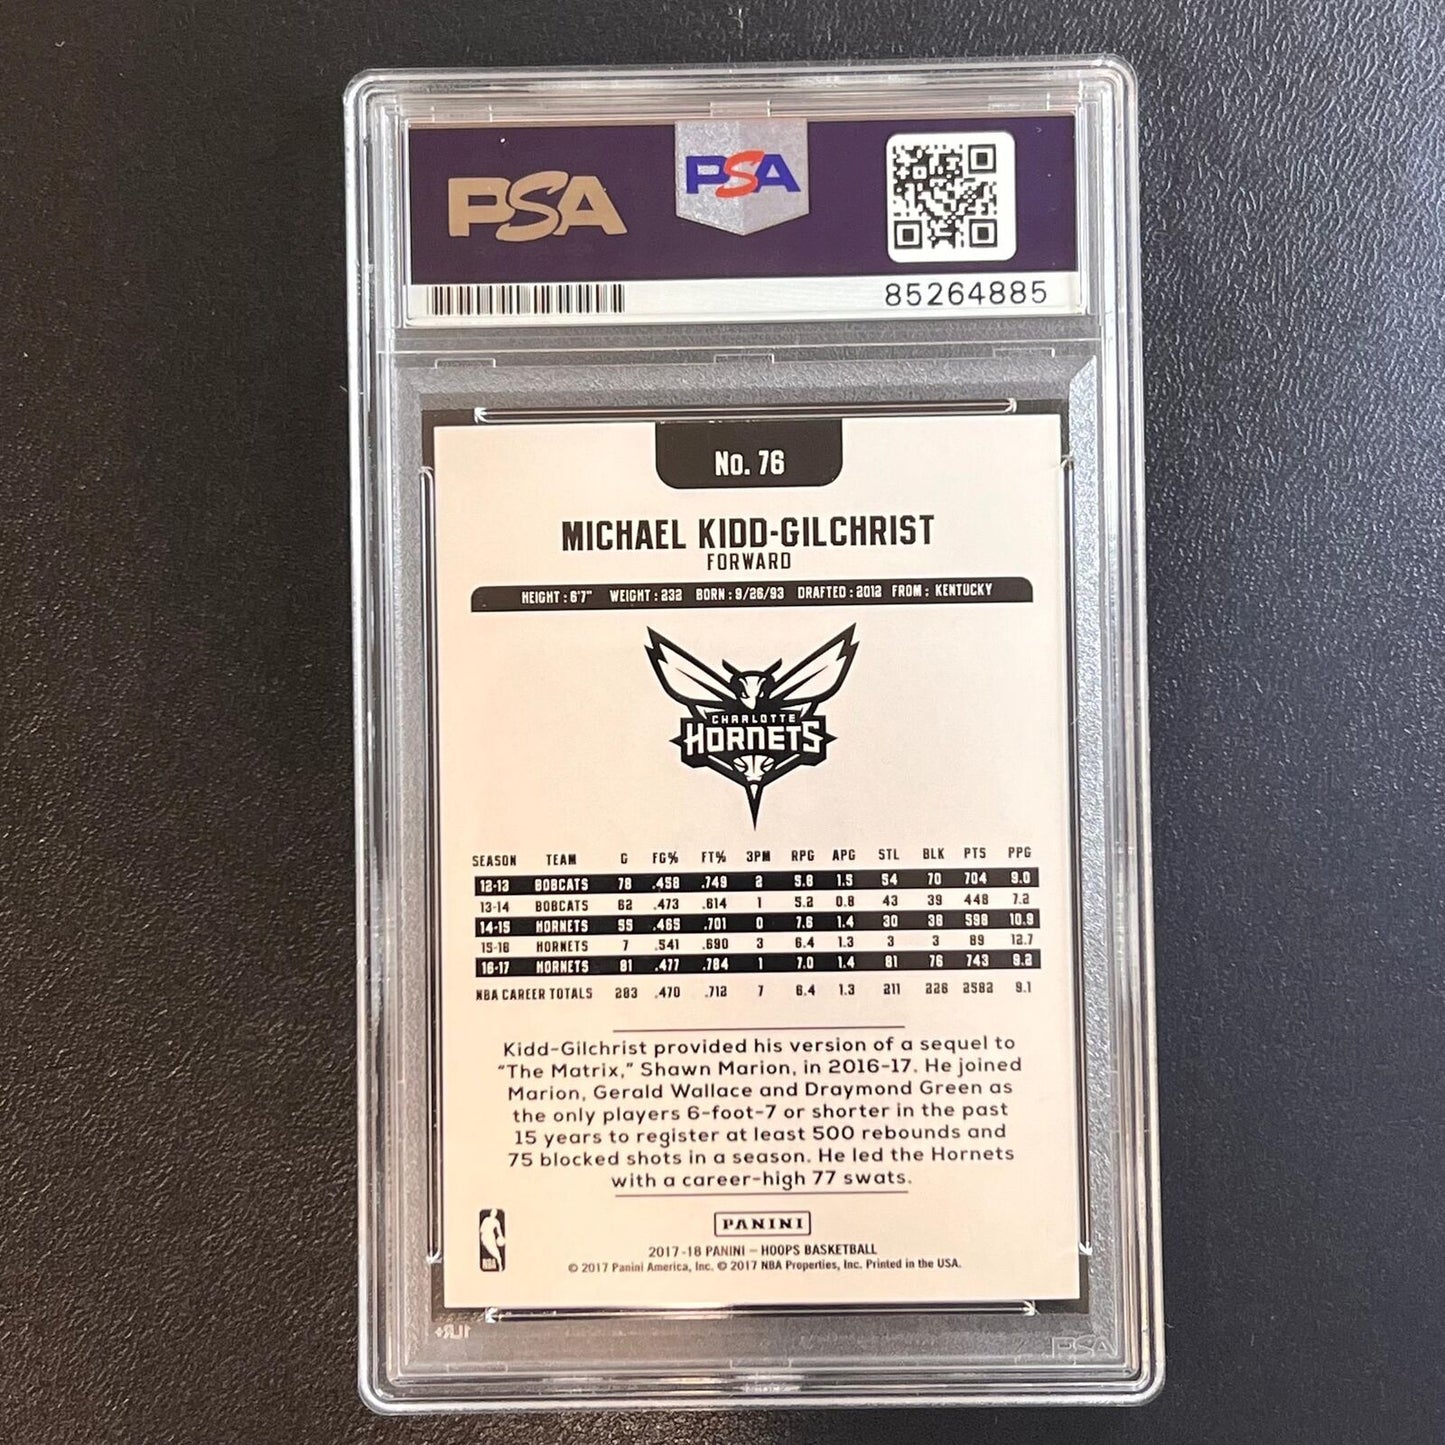 PSA
PSA
85264885
No. 76
MICHAEL KIDD-GILCHRIST
FORWARD
HEIGHT : 6'7" WEIGHT : 232 BORN : 9/26/93 DRAFTED : 2012 FROM : KENTUCKY
CHARLOTTE
HORNETS
SEASON TEAM G FG% FT% 3PM RPG APG STL BLK PTS PPG
12-13 BOBCATS 78 .458 .749 2 5.8 1.5 54 70 704 9.0
13-14 BOBCATS 62 .473 .614 1 5.2 0.8 43 39 448 7.2
14-15 HORNETS 55 .465 .701 0 7.6 1.4 30 38 598 10.9
15-16 HORNETS 7 .541 .690 3 6.4 1.3 3 3 89 12.7
16-17 HORNETS 81 .477 .784 1 7.0 1.4 81 76 743 9.2
NBA CAREER TOTALS 283 .470 .712 7 6.4 1.3 211 226 2582 9.1
Kidd-Gilchrist provided his version of a sequel to
“The Matrix,” Shawn Marion, in 2016-17. He joined
Marion, Gerald Wallace and Draymond Green as
the only players 6-foot-7 or shorter in the past
15 years to register at least 500 rebounds and
75 blocked shots in a season. He led the Hornets
with a career-high 77 swats.
PANINI
NBA
2017-18 PANINI – HOOPS BASKETBALL
© 2017 Panini America, Inc. © 2017 NBA Properties, Inc. Printed in the USA.
PSA